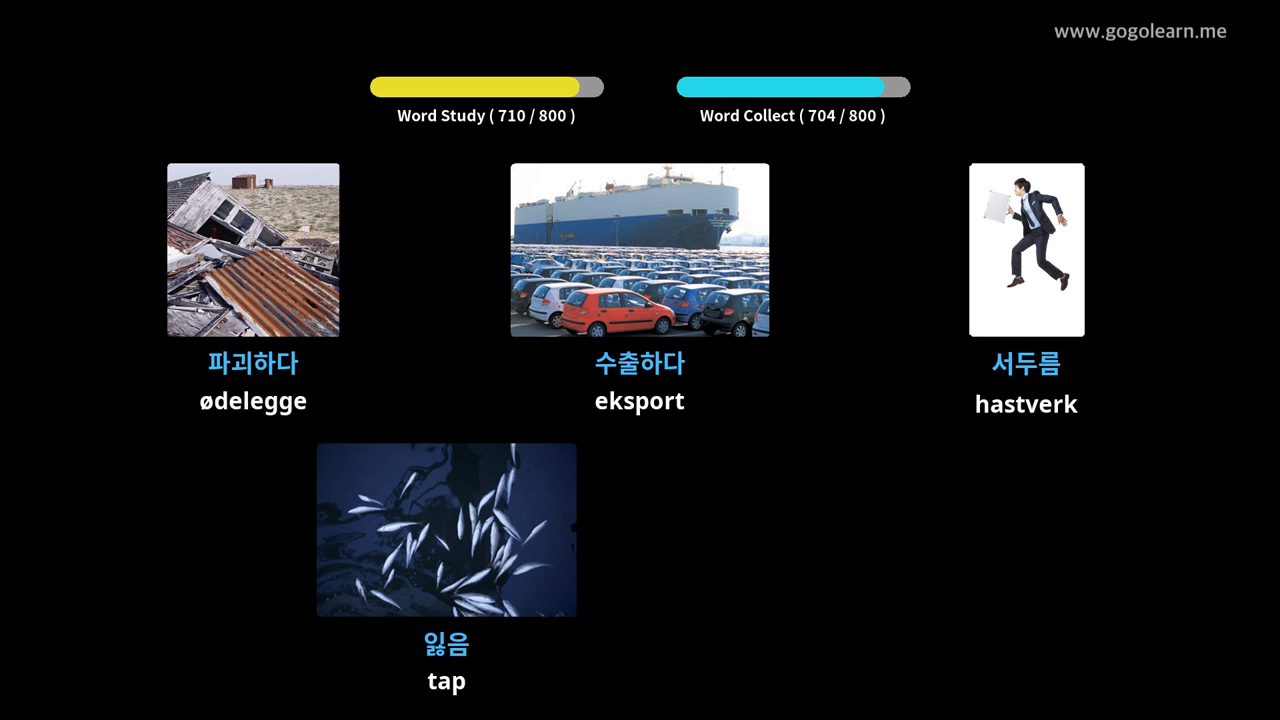 www.gogolearn.me
Word Study ( 710 / 800 )
Word Collect ( 704 / 800 )
파괴하다
ødelegge
수출하다
eksport
서두름
hastverk
잃음
tap